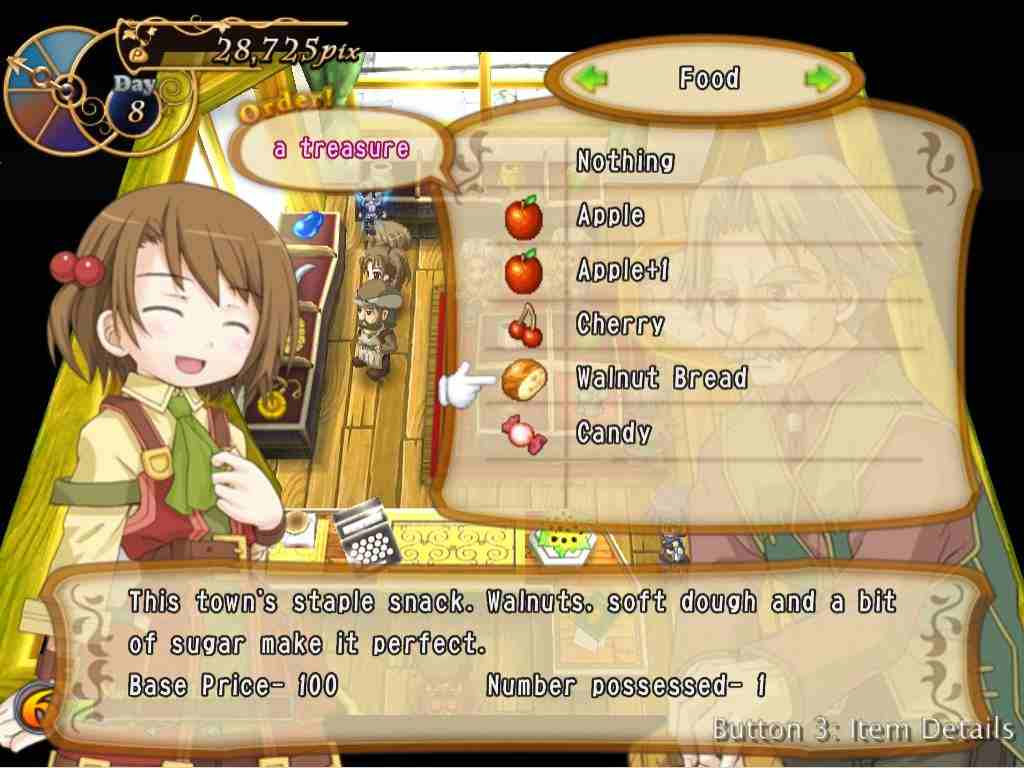 28,725pix
Day
8
Order!
a treasure
Food
Nothing
Apple
Apple+1
Cherry
Walnut Bread
Candy
This town's staple snack. Walnuts, soft dough and a bit
of sugar make it perfect.
Base Price- 100
Number possessed- 1
6
Button 3: Item Details